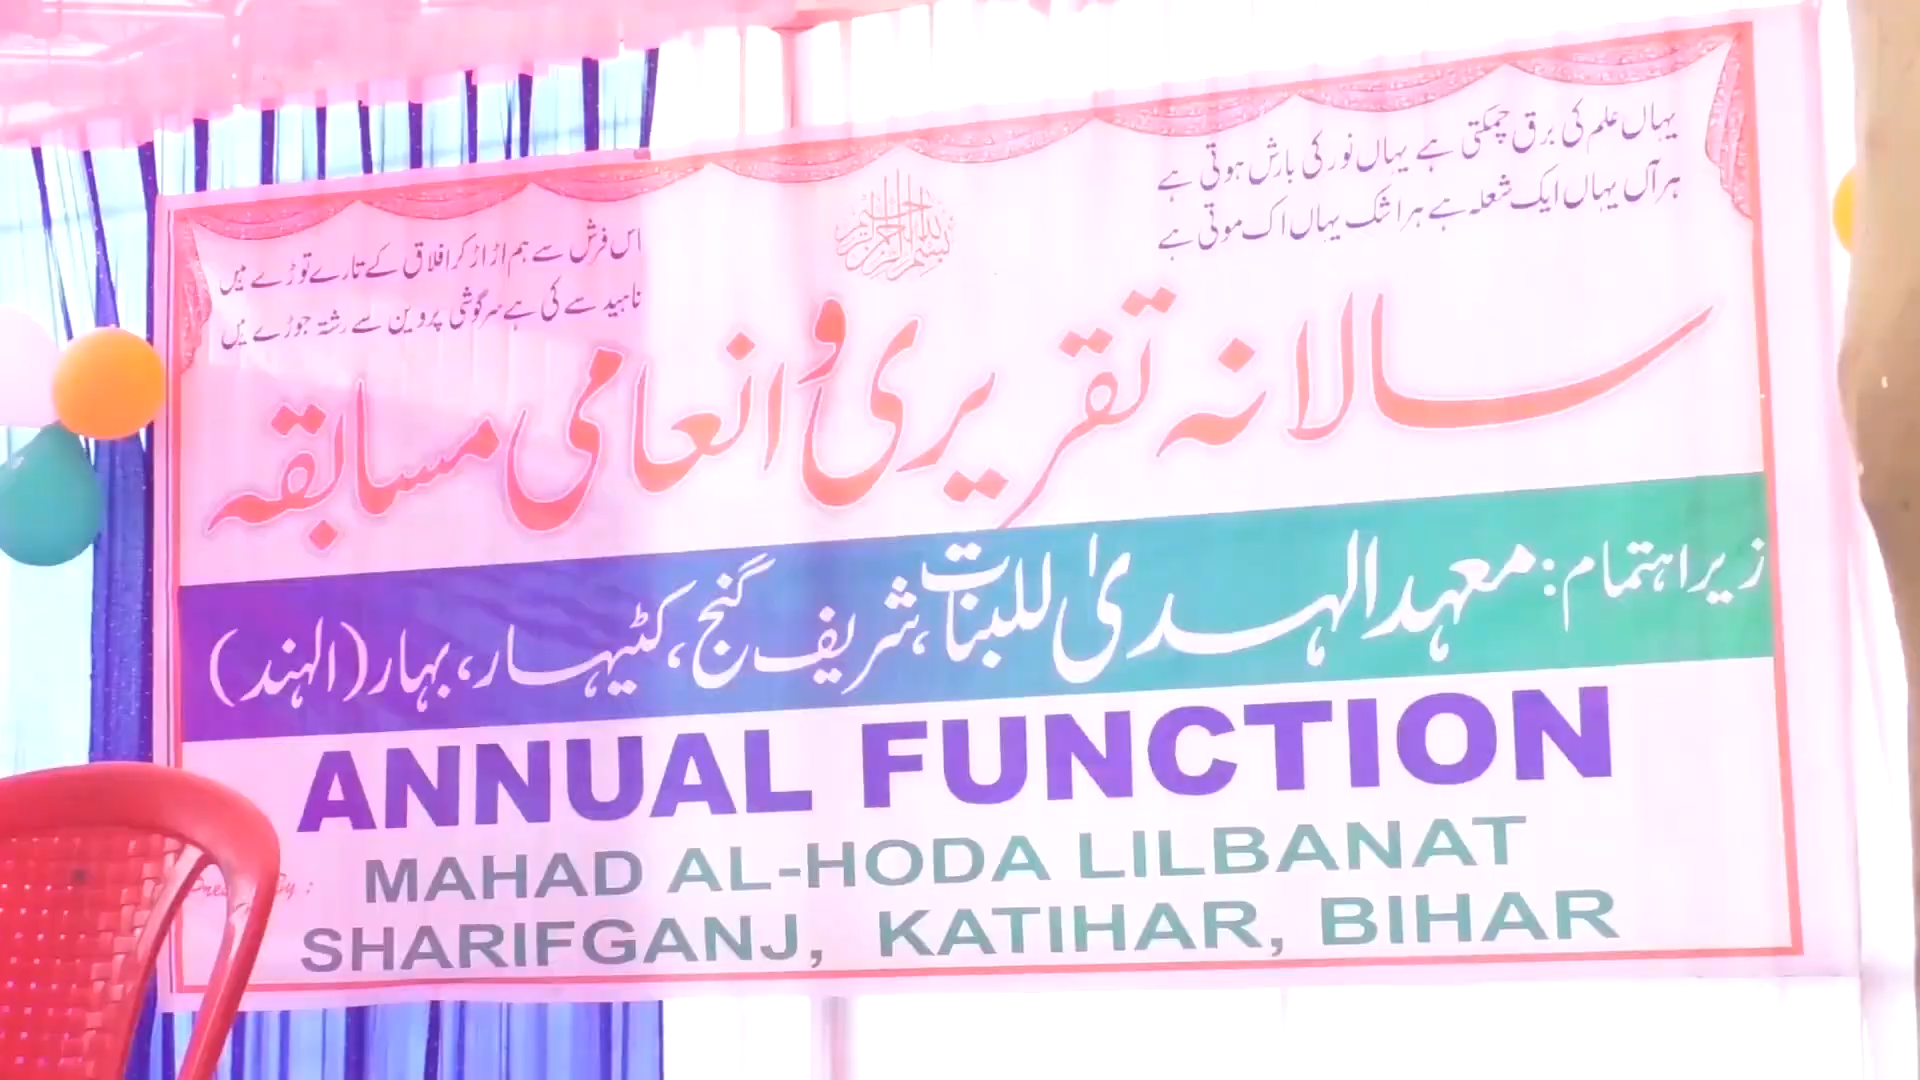 بسم اللہ الرحمن الرحیم
یہاں علم کی برق چمکتی ہے یہاں نور کی بارش ہوتی ہے
ہر آں یہاں ایک شعلہ ہے ہر اشک یہاں اک موتی ہے
اس فرش سے ہم اڑ اڑ کر افلاق کے تارے توڑے ہیں
ناہید سے کی ہے سرگوشی پروین سے رشتہ جوڑے ہیں
سالانہ تقریری و انعامی مسابقہ
زیر اہتمام: معہد الہدیٰ للبنات، شریف گنج، کٹیہار، بہار (الہند)
ANNUAL FUNCTION
MAHAD AL-HODA LILBANAT
SHARIFGANJ, KATIHAR, BIHAR
By :